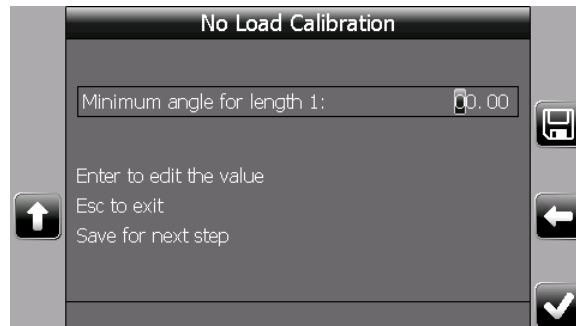 No Load Calibration
Minimum angle for length 1: 00.00
Enter to edit the value
Esc to exit
Save for next step